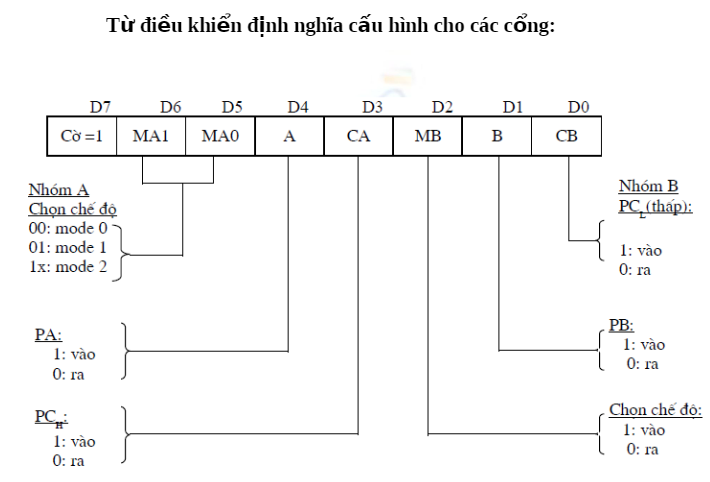 Từ điều khiển định nghĩa cấu hình cho các cổng:
D7 D6 D5 D4 D3 D2 D1 D0
Cờ =1 MA1 MA0 A CA MB B CB
Nhóm A
Chọn chế độ
00: mode 0
01: mode 1
1x: mode 2
Nhóm B
PCL(thấp):
1: vào
0: ra
PA:
1: vào
0: ra
PB:
1: vào
0: ra
PCH:
1: vào
0: ra
Chọn chế độ:
1: vào
0: ra